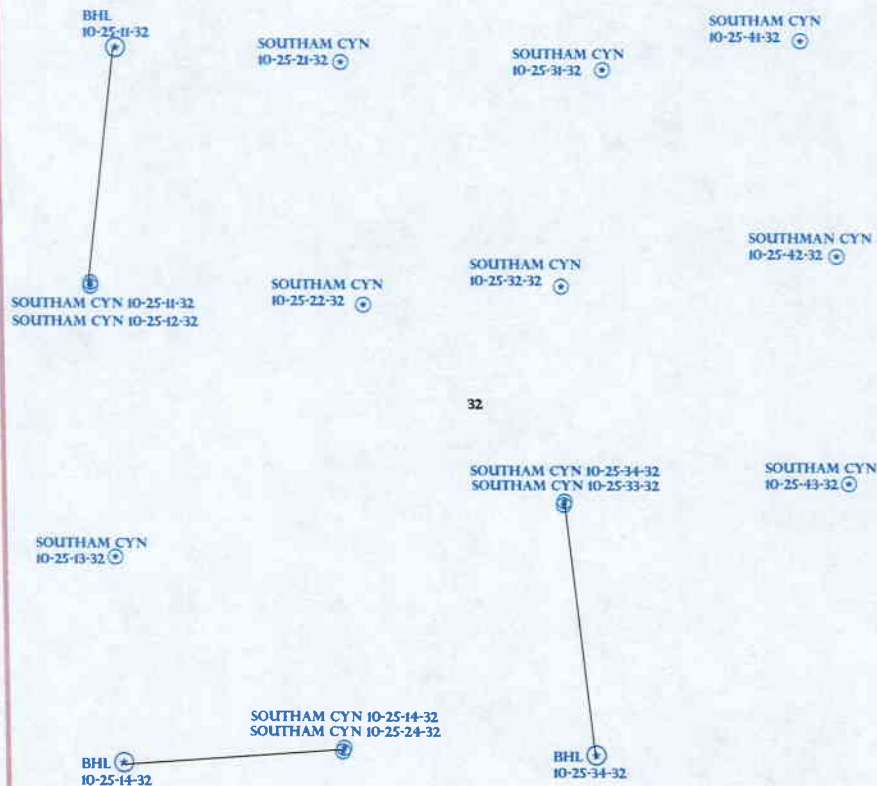 BHL
10-25-11-32
SOUTHAM CYN
10-25-21-32
SOUTHAM CYN
10-25-31-32
SOUTHAM CYN
10-25-41-32
SOUTHAM CYN 10-25-11-32
SOUTHAM CYN 10-25-12-32
SOUTHAM CYN
10-25-22-32
SOUTHAM CYN
10-25-32-32
SOUTHMAN CYN
10-25-42-32
32
SOUTHAM CYN 10-25-34-32
SOUTHAM CYN 10-25-33-32
SOUTHAM CYN
10-25-43-32
SOUTHAM CYN
10-25-13-32
SOUTHAM CYN 10-25-14-32
SOUTHAM CYN 10-25-24-32
BHL
10-25-14-32
BHL
10-25-34-32